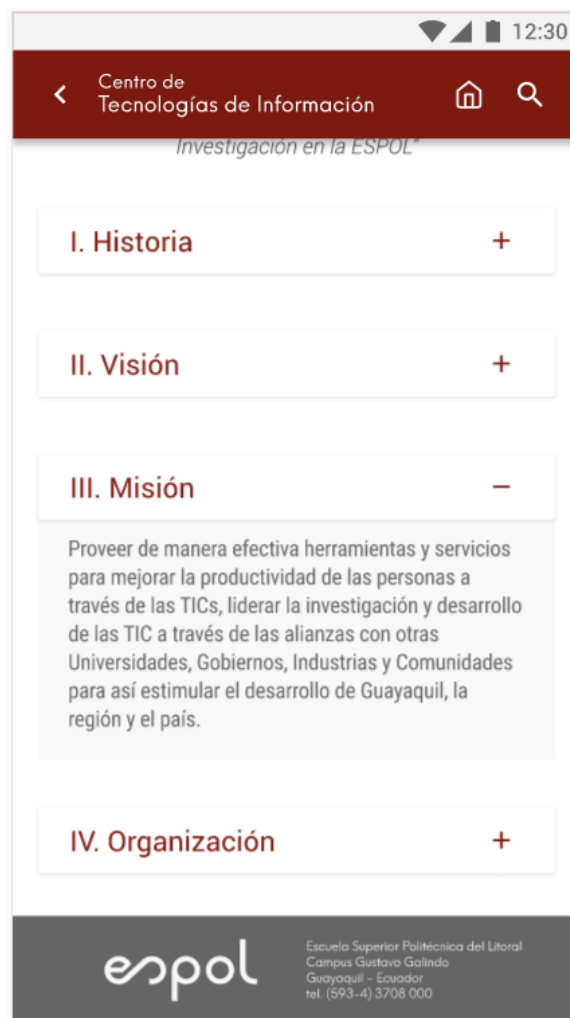 12:30
Centro de
Tecnologías de Información
Investigación en la ESPOL"
I. Historia +
II. Visión +
III. Misión –
Proveer de manera efectiva herramientas y servicios
para mejorar la productividad de las personas a
través de las TICs, liderar la investigación y desarrollo
de las TIC a través de las alianzas con otras
Universidades, Gobiernos, Industrias y Comunidades
para así estimular el desarrollo de Guayaquil, la
región y el país.
IV. Organización +
espol
Escuela Superior Politécnica del Litoral
Campus Gustavo Galindo
Guayaquil - Ecuador
tel. (593-4) 3708 000